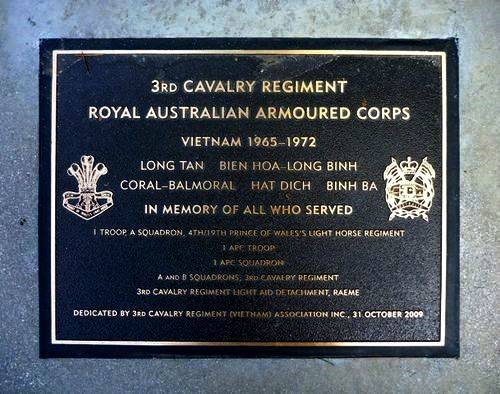 3RD CAVALRY REGIMENT
ROYAL AUSTRALIAN ARMOURED CORPS
VIETNAM 1965-1972
LONG TAN BIEN HOA-LONG BINH
CORAL-BALMORAL HAT DICH BINH BA
IN MEMORY OF ALL WHO SERVED
1 TROOP, A SQUADRON, 4TH/19TH PRINCE OF WALES'S LIGHT HORSE REGIMENT
1 APC TROOP
1 APC SQUADRON
A AND B SQUADRONS, 3RD CAVALRY REGIMENT
3RD CAVALRY REGIMENT LIGHT AID DETACHMENT, RAEME
DEDICATED BY 3RD CAVALRY REGIMENT (VIETNAM) ASSOCIATION INC., 31 OCTOBER 2009